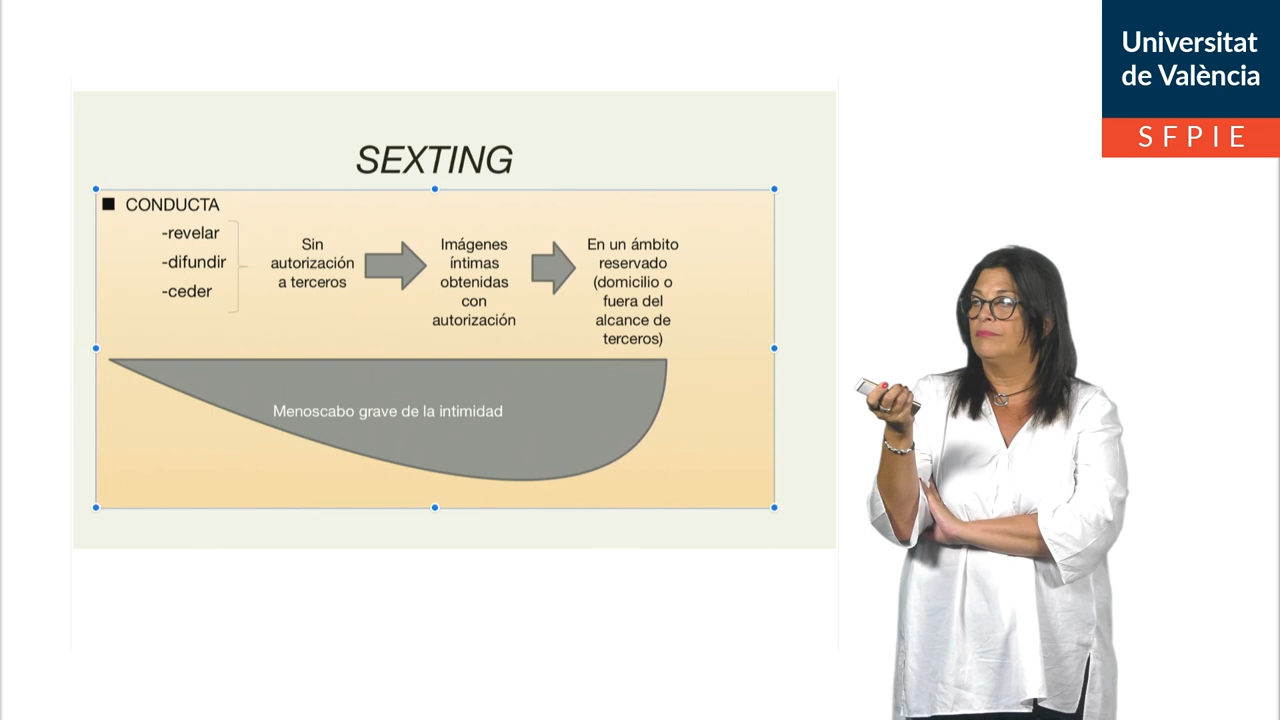 Universitat
de València
SFPIE
SEXTING
CONDUCTA
-revelar
-difundir
-ceder
Sin
autorización
a terceros
Imágenes
íntimas
obtenidas
con
autorización
En un ámbito
reservado
(domicilio o
fuera del
alcance de
terceros)
Menoscabo grave de la intimidad